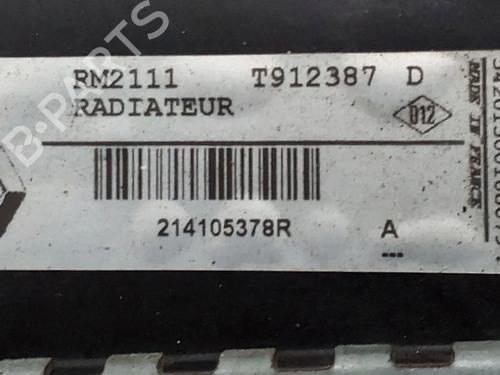 RM2111 T912387 D
RADIATEUR
D12
214105378R A
---
MADE IN FRANCE
B-PARTS